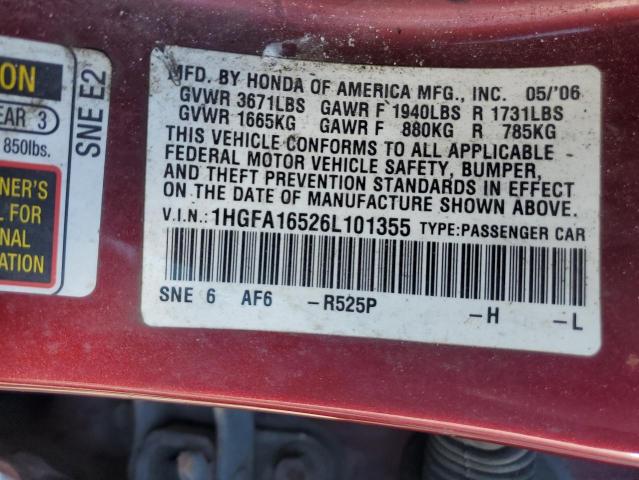 ON
EAR 3
850lbs.
SNE E2
NER'S
L FOR
NAL
ATION
MFD. BY HONDA OF AMERICA MFG., INC. 05/'06
GVWR 3671LBS GAWR F 1940LBS R 1731LBS
GVWR 1665KG GAWR F 880KG R 785KG
THIS VEHICLE CONFORMS TO ALL APPLICABLE
FEDERAL MOTOR VEHICLE SAFETY, BUMPER,
AND THEFT PREVENTION STANDARDS IN EFFECT
ON THE DATE OF MANUFACTURE SHOWN ABOVE.
V.I.N.: 1HGFA16526L101355 TYPE:PASSENGER CAR
SNE 6 AF6 -R525P -H -L